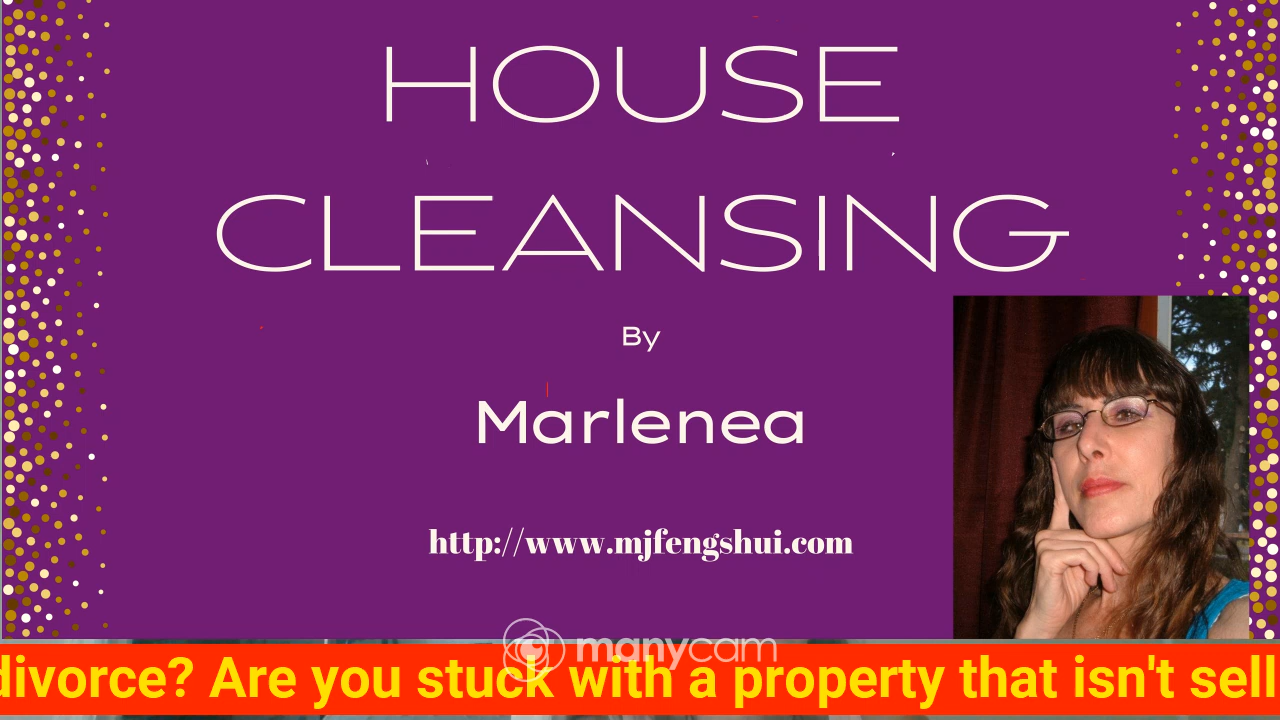 HOUSE
CLEANSING
By
Marlenea
http://www.mjfengshui.com
manycam
divorce? Are you stuck with a property that isn't sell